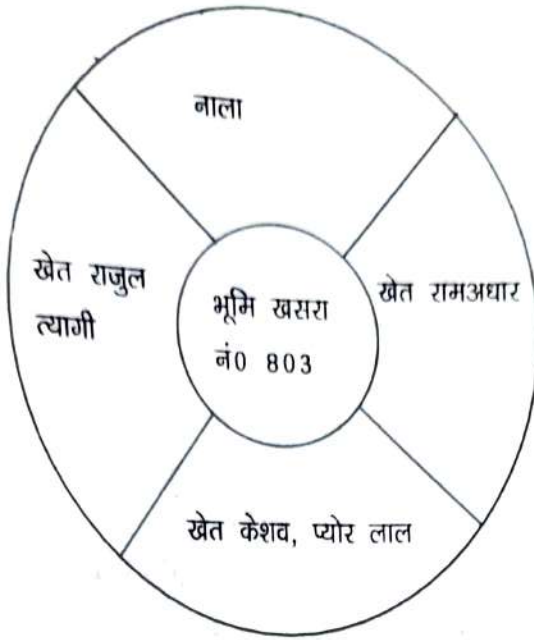 नाला
खेत राजुल
त्यागी
भूमि खसरा
नं0 803
खेत रामअधार
खेत केशव, प्योर लाल